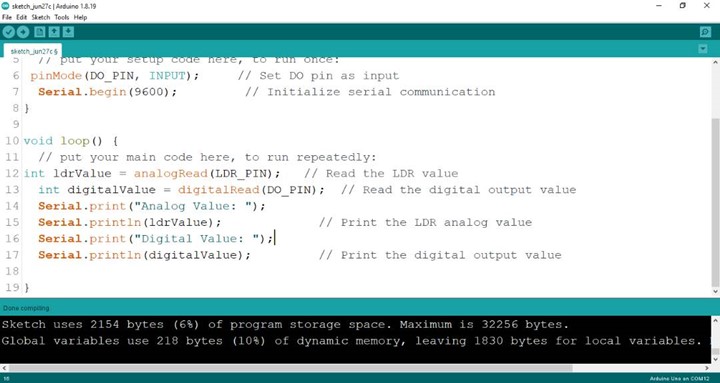 sketch_jun27c | Arduino 1.8.19
File Edit Sketch Tools Help
sketch_jun27c §
5 // put your setup code here, to run once:
6 pinMode(DO_PIN, INPUT); // Set DO pin as input
7 Serial.begin(9600); // Initialize serial communication
8 }
9
10 void loop() {
11 // put your main code here, to run repeatedly:
12 int ldrValue = analogRead(LDR_PIN); // Read the LDR value
13 int digitalValue = digitalRead(DO_PIN); // Read the digital output value
14 Serial.print("Analog Value: ");
15 Serial.println(ldrValue); // Print the LDR analog value
16 Serial.print("Digital Value: ");
17 Serial.println(digitalValue); // Print the digital output value
18
19 }
Done compiling.
Sketch uses 2154 bytes (6%) of program storage space. Maximum is 32256 bytes.
Global variables use 218 bytes (10%) of dynamic memory, leaving 1830 bytes for local variables.
16 Arduino Uno on COM12